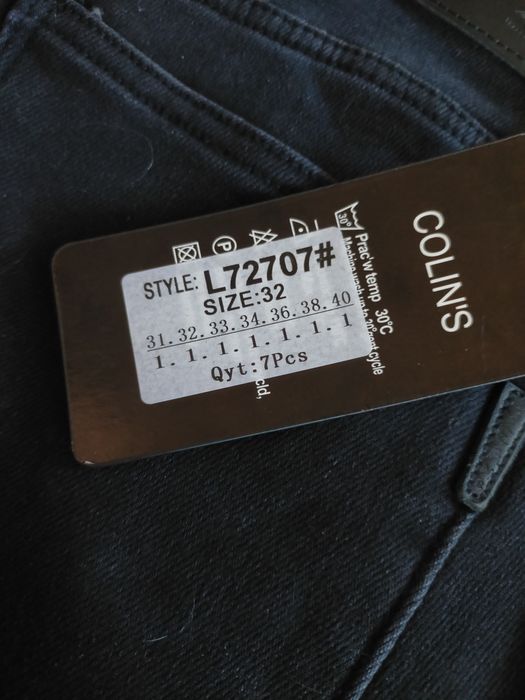 COLIN'S
30°
Prac'w temp 30°C
P
STYLE: L72707#
SIZE:32
31. 32. 33. 34. 36. 38. 40
1. 1. 1. 1. 1. 1. 1
Qyt:7Pcs